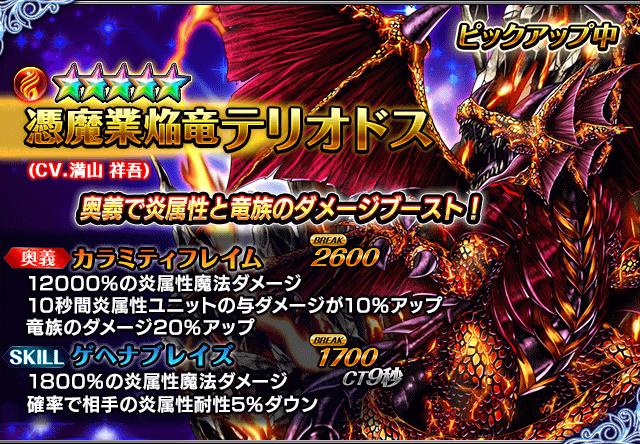 ピックアップ中
憑魔業焔竜テリオドス
(CV.満山 祥吾)
奥義で炎属性と竜族のダメージブースト！
奥義 カラミティフレイム BREAK 2600
12000%の炎属性魔法ダメージ
10秒間炎属性ユニットの与ダメージが10%アップ
竜族のダメージ20%アップ
SKILL ゲヘナブレイズ BREAK 1700
CT9秒
1800%の炎属性魔法ダメージ
確率で相手の炎属性耐性5%ダウン